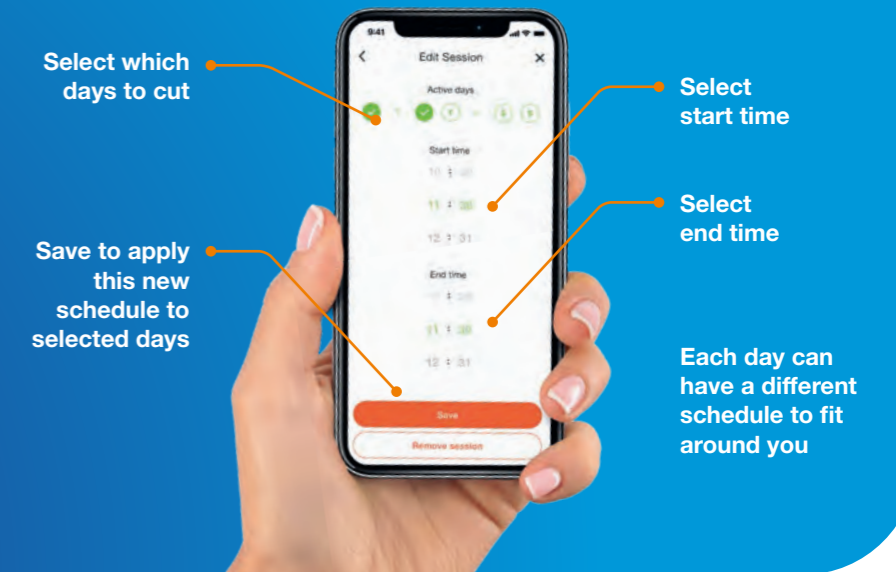 Select which
days to cut
Save to apply
this new
schedule to
selected days
9:41
Edit Session
Active days
Start time
11 : 30
12 : 31
End time
11 : 30
12 : 31
Save
Remove session
Select
start time
Select
end time
Each day can
have a different
schedule to fit
around you